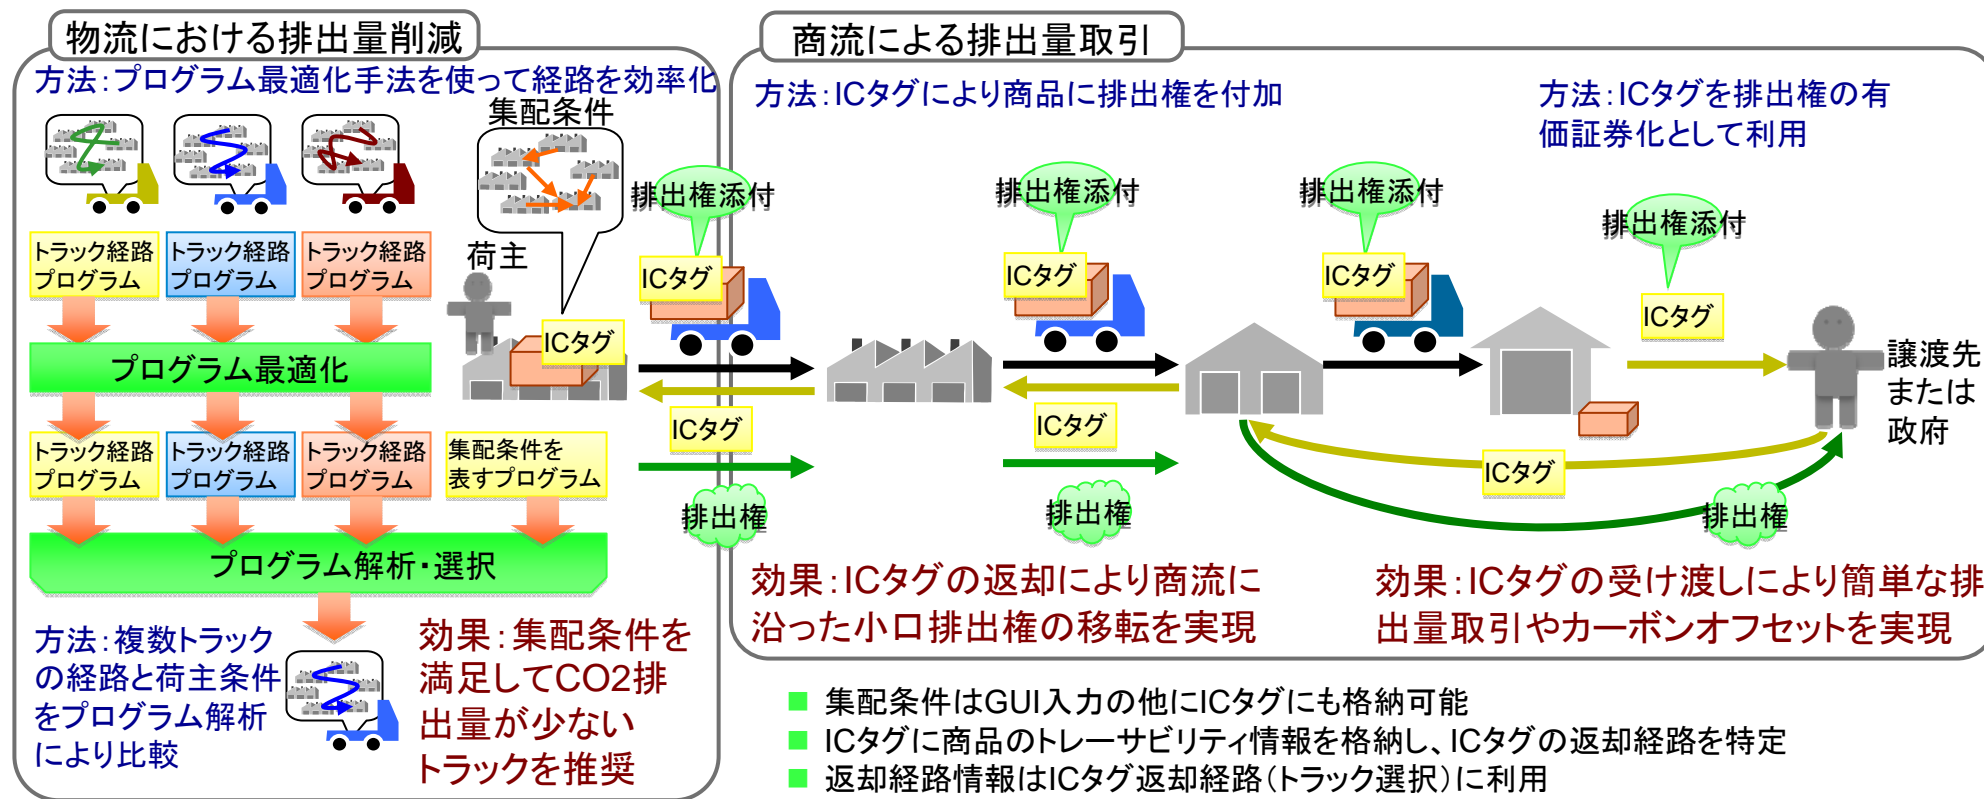 物流における排出量削減
方法：プログラム最適化手法を使って経路を効率化
集配条件
トラック経路
プログラム
トラック経路
プログラム
トラック経路
プログラム
荷主
ICタグ
プログラム最適化
トラック経路
プログラム
トラック経路
プログラム
トラック経路
プログラム
集配条件を
表すプログラム
プログラム解析・選択
方法：複数トラック
の経路と荷主条件
をプログラム解析
により比較
効果：集配条件を
満足してCO2排
出量が少ない
トラックを推奨
商流による排出量取引
方法：ICタグにより商品に排出権を付加
方法：ICタグを排出権の有
価証券化として利用
排出権添付
ICタグ
排出権添付
ICタグ
排出権添付
ICタグ
排出権添付
ICタグ
譲渡先
または
政府
ICタグ
ICタグ
ICタグ
排出権
排出権
排出権
効果：ICタグの返却により商流に
沿った小口排出権の移転を実現
効果：ICタグの受け渡しにより簡単な排
出量取引やカーボンオフセットを実現
集配条件はGUI入力の他にICタグにも格納可能
ICタグに商品のトレーサビリティ情報を格納し、ICタグの返却経路を特定
返却経路情報はICタグ返却経路（トラック選択）に利用